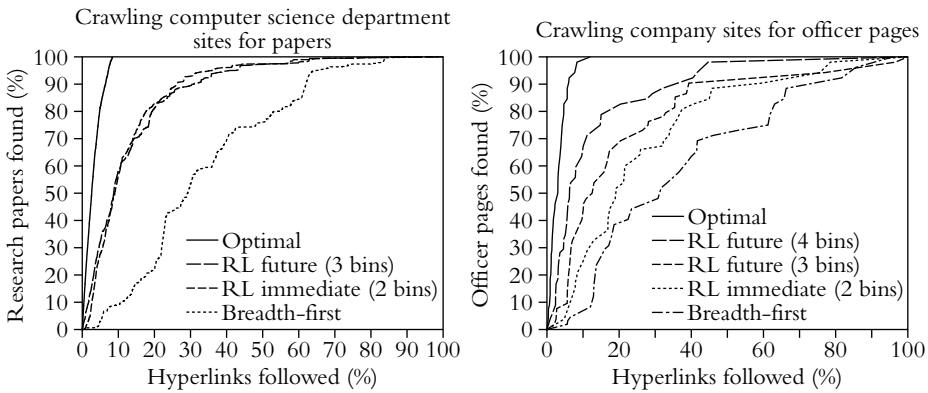 Crawling computer science department
sites for papers
100
90
80
70
60
50
40
30
20
10
0
Research papers found (%)
Optimal
RL future (3 bins)
RL immediate (2 bins)
Breadth-first
0 10 20 30 40 50 60 70 80 90 100
Hyperlinks followed (%)
Crawling company sites for officer pages
100
90
80
70
60
50
40
30
20
10
0
Officer pages found (%)
Optimal
RL future (4 bins)
RL future (3 bins)
RL immediate (2 bins)
Breadth-first
0 20 40 60 80 100
Hyperlinks followed (%)